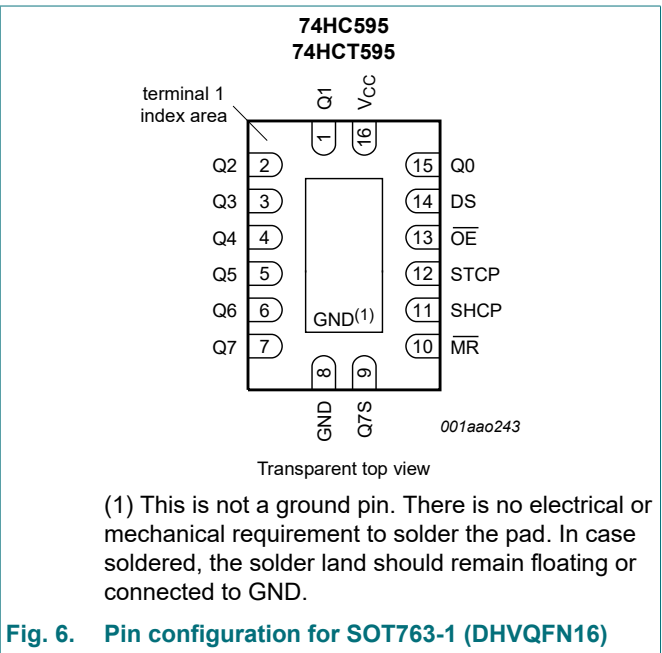 74HC595
74HCT595
terminal 1
index area
Q1
VCC
1
16
Q2 2
15 Q0
Q3 3
14 DS
Q4 4
13 O̅E̅
Q5 5
12 STCP
Q6 6
11 SHCP
GND(1)
Q7 7
10 M̅R̅
8
9
GND
Q7S
001aao243
Transparent top view
(1) This is not a ground pin. There is no electrical or
mechanical requirement to solder the pad. In case
soldered, the solder land should remain floating or
connected to GND.
Fig. 6. Pin configuration for SOT763-1 (DHVQFN16)